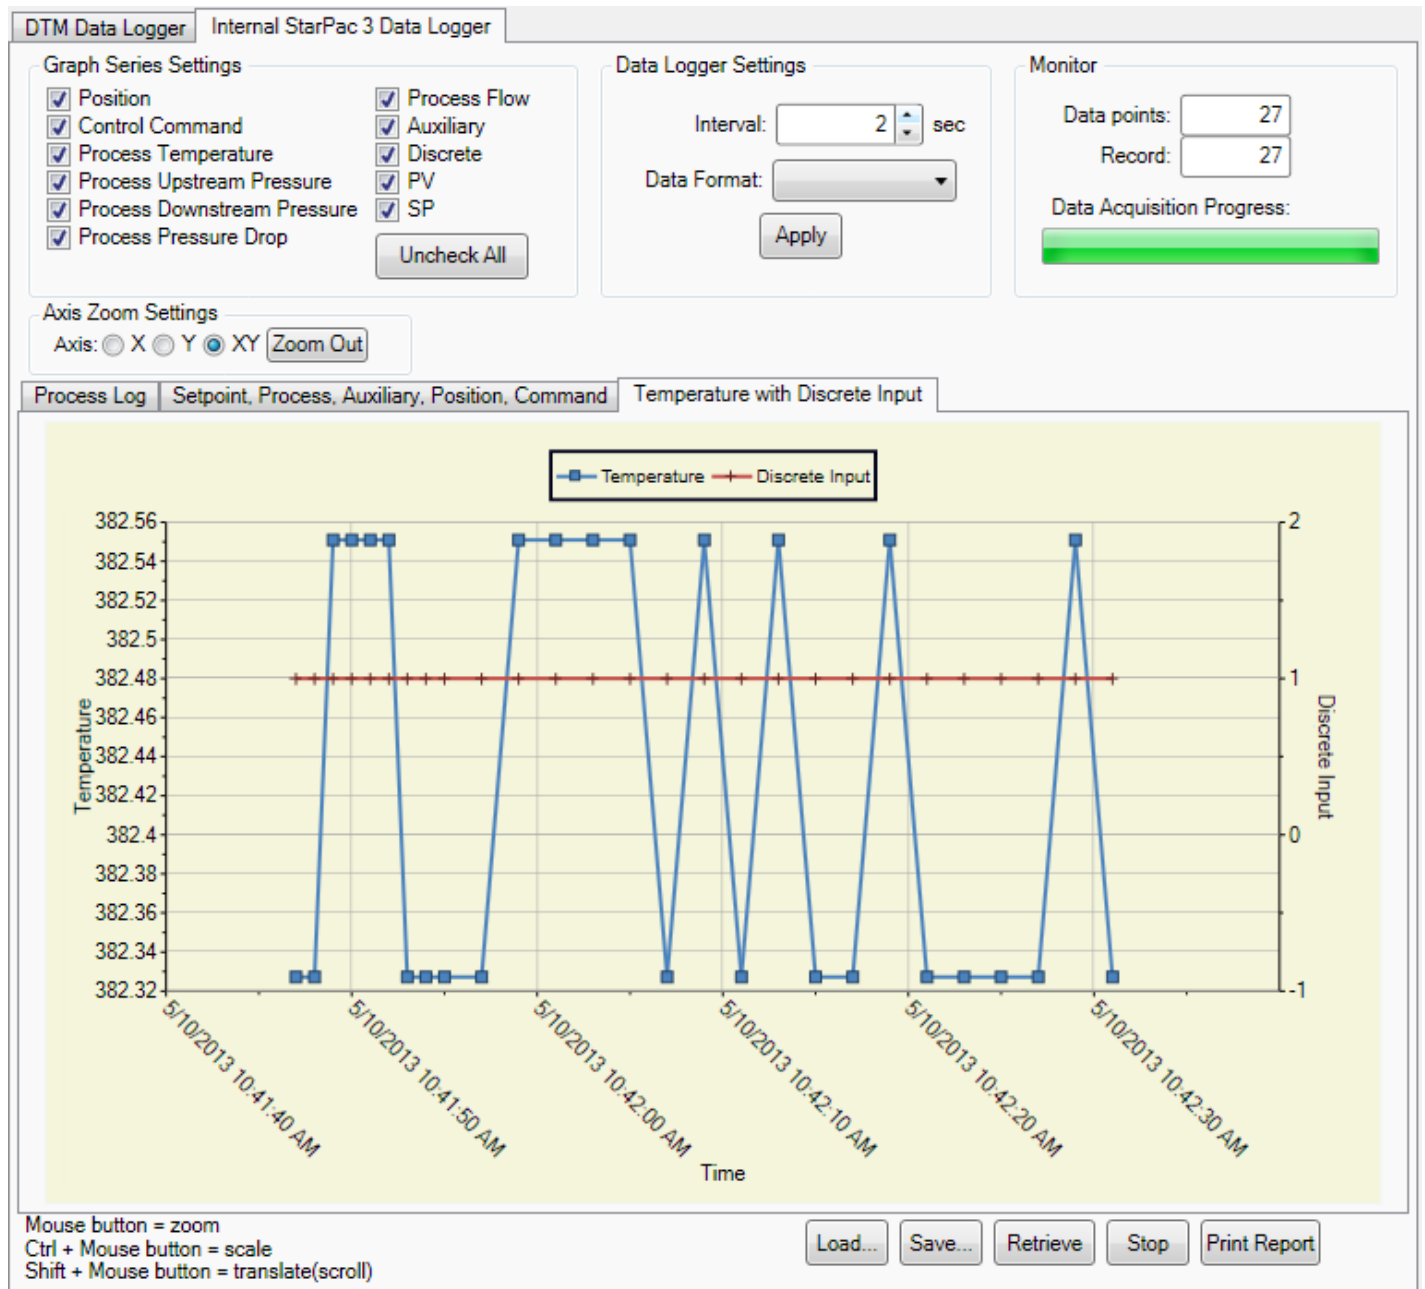 DTM Data Logger
Internal StarPac 3 Data Logger
Graph Series Settings
Position
Control Command
Process Temperature
Process Upstream Pressure
Process Downstream Pressure
Process Pressure Drop
Process Flow
Auxiliary
Discrete
PV
SP
Uncheck All
Data Logger Settings
Interval: 2 sec
Data Format:
Apply
Monitor
Data points: 27
Record: 27
Data Acquisition Progress:
Axis Zoom Settings
Axis: X Y XY Zoom Out
Process Log
Setpoint, Process, Auxiliary, Position, Command
Temperature with Discrete Input
Temperature Discrete Input
382.56
382.54
382.52
382.5
382.48
382.46
382.44
382.42
382.4
382.38
382.36
382.34
382.32
Temperature
2
1
0
-1
Discrete Input
5/10/2013 10:41:40 AM
5/10/2013 10:41:50 AM
5/10/2013 10:42:00 AM
5/10/2013 10:42:10 AM
5/10/2013 10:42:20 AM
5/10/2013 10:42:30 AM
Time
Mouse button = zoom
Ctrl + Mouse button = scale
Shift + Mouse button = translate(scroll)
Load...
Save...
Retrieve
Stop
Print Report